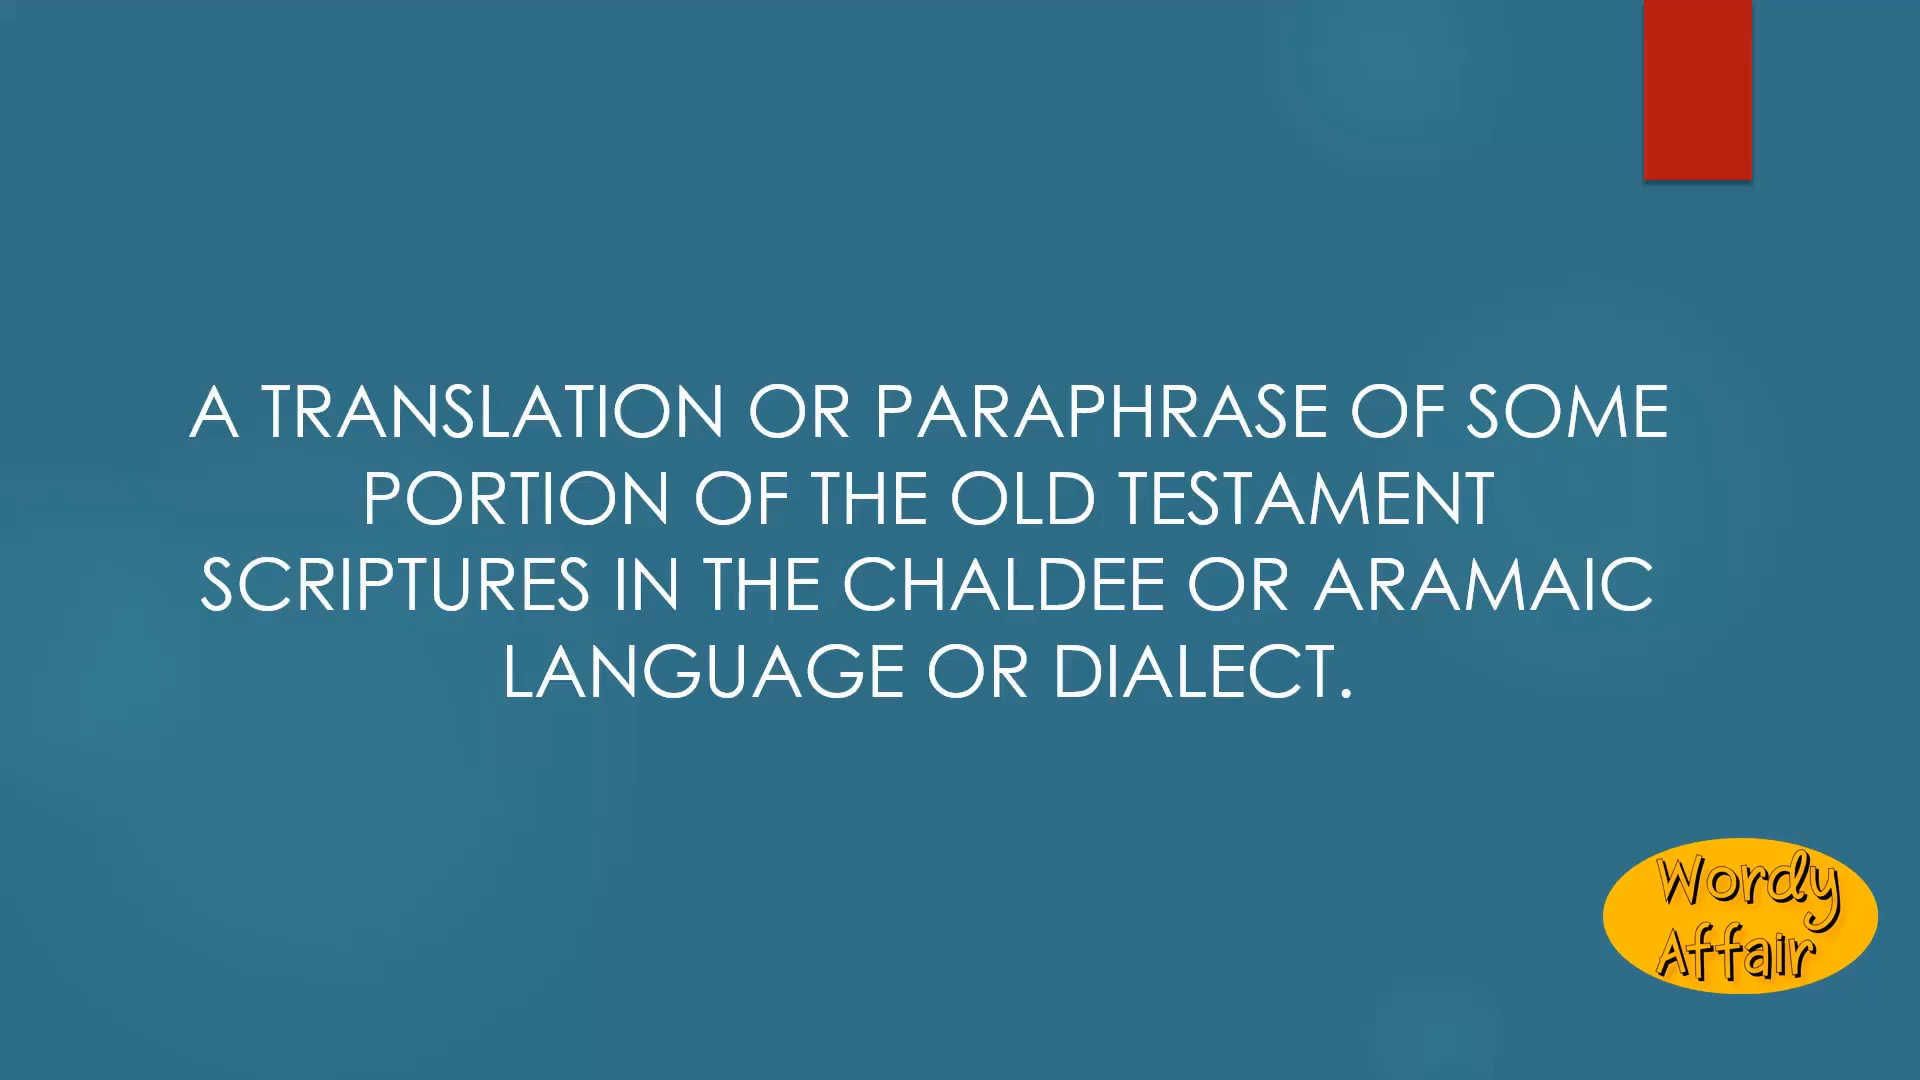 A TRANSLATION OR PARAPHRASE OF SOME
PORTION OF THE OLD TESTAMENT
SCRIPTURES IN THE CHALDEE OR ARAMAIC
LANGUAGE OR DIALECT.
Wordy
Affair